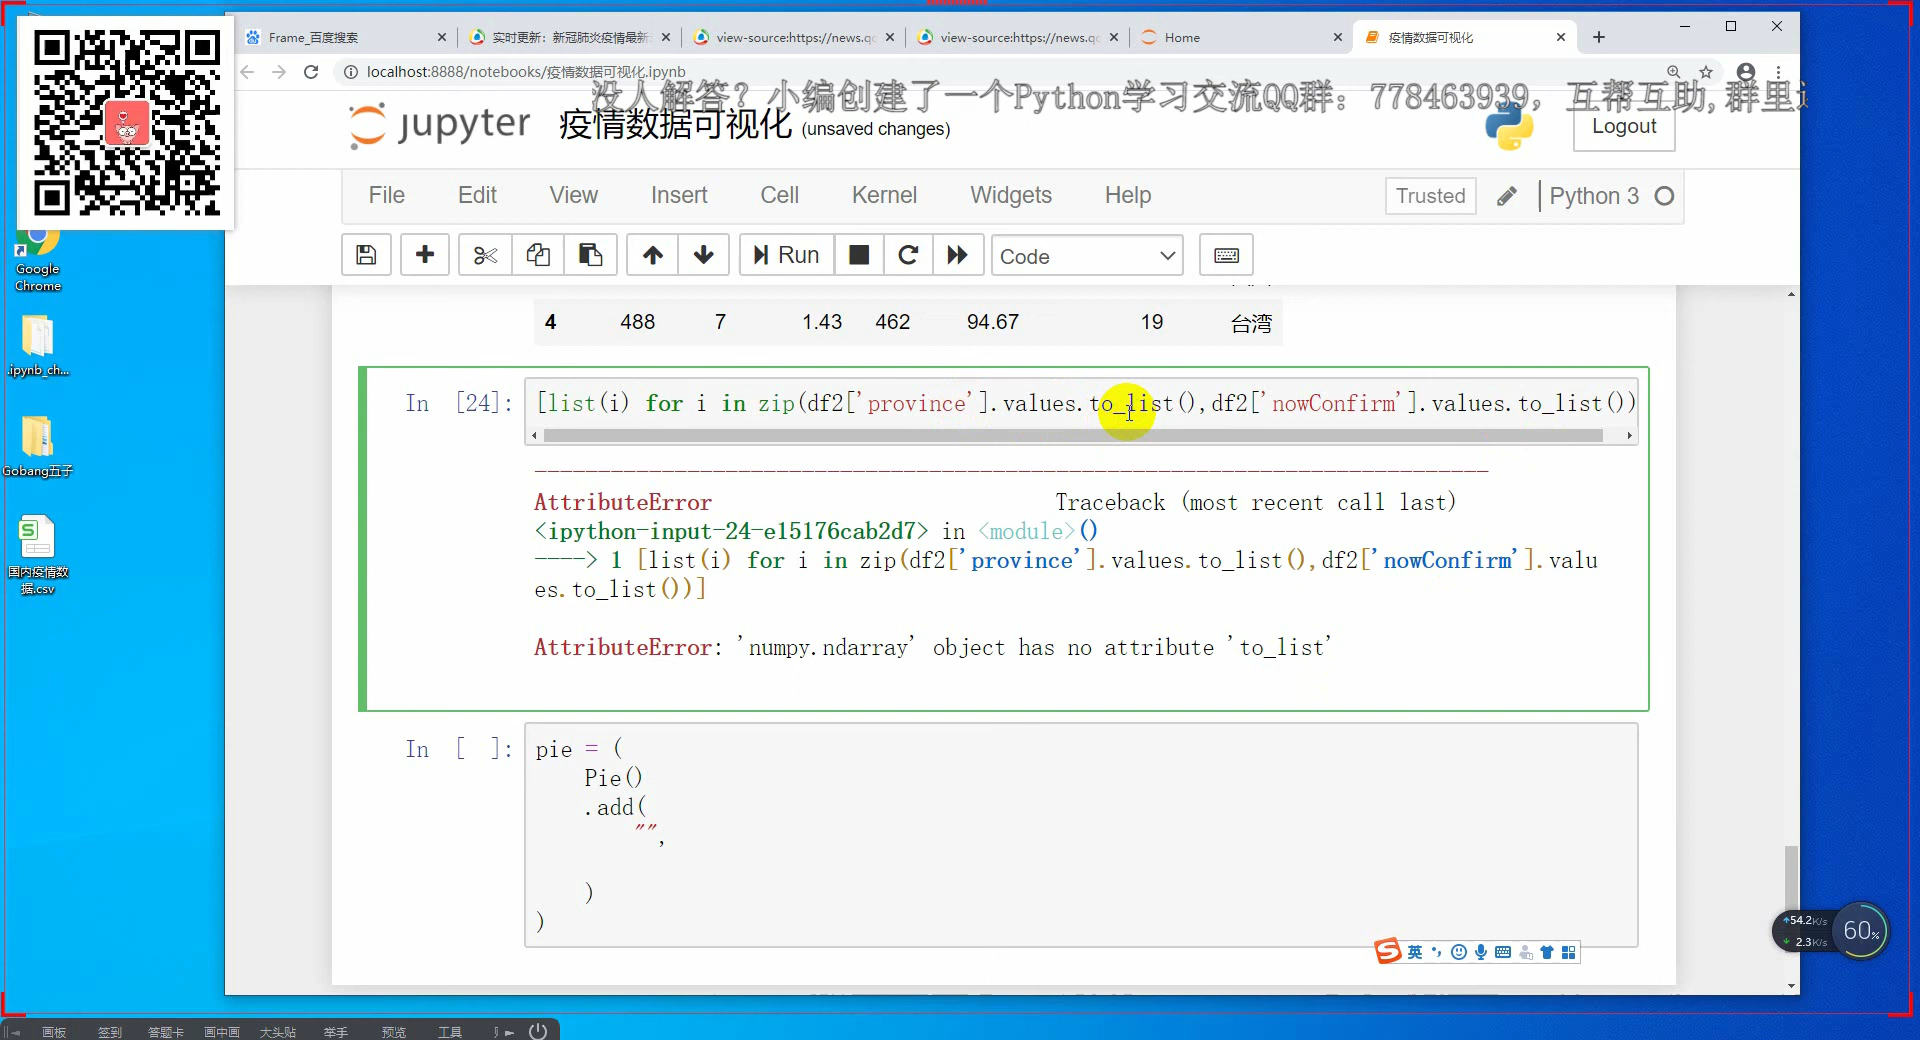 Frame_百度搜索
实时更新：新冠肺炎疫情最新
view-source:https://news.qc
view-source:https://news.qc
Home
疫情数据可视化
localhost:8888/notebooks/疫情数据可视化.ipynb
没人解答？小编创建了一个Python学习交流QQ群：778463939，互帮互助,群里
jupyter 疫情数据可视化 (unsaved changes)
Logout
File Edit View Insert Cell Kernel Widgets Help
Trusted
Python 3
Run
Code
Google
Chrome
.ipynb_ch...
Gobang五子
国内疫情数
据.csv
4 488 7 1.43 462 94.67 19 台湾
In [24]: [list(i) for i in zip(df2['province'].values.to_list(),df2['nowConfirm'].values.to_list())
---------------------------------------------------------------------------
AttributeError Traceback (most recent call last)
<ipython-input-24-e15176cab2d7> in <module>()
----> 1 [list(i) for i in zip(df2['province'].values.to_list(),df2['nowConfirm'].valu
es.to_list())]
AttributeError: 'numpy.ndarray' object has no attribute 'to_list'
In [ ]: pie = (
Pie()
.add(
"",
)
)
54.2K/s
2.3K/s
60%
英
画板 签到 答题卡 画中画 大头贴 举手 预览 工具